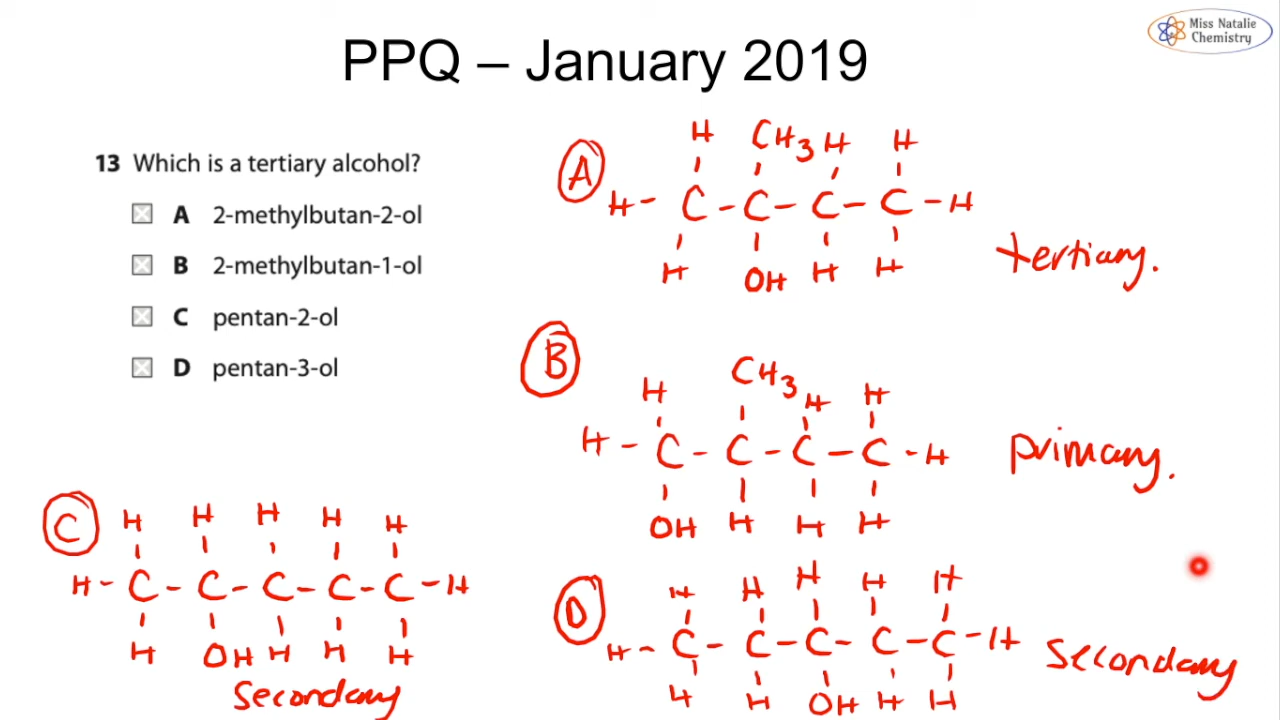 Miss Natalie
Chemistry
PPQ – January 2019
13 Which is a tertiary alcohol?
A 2-methylbutan-2-ol
B 2-methylbutan-1-ol
C pentan-2-ol
D pentan-3-ol
A
H CH3 H H
H - C - C - C - C - H
H OH H H
tertiary.
B
H CH3 H H
H - C - C - C - C - H
OH H H H
primary.
C
H H H H H
H - C - C - C - C - C - H
H OH H H H
Secondary
D
H H H H H
H - C - C - C - C - C - H
H H OH H H
Secondary